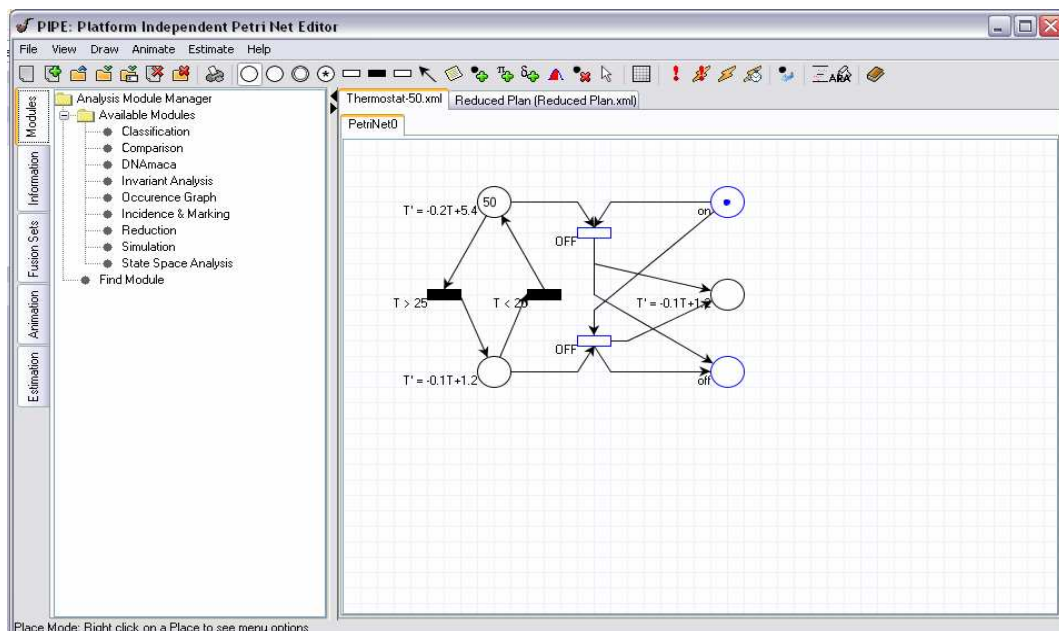 PIPE: Platform Independent Petri Net Editor
File View Draw Animate Estimate Help
ARA
Modules
Information
Fusion Sets
Animation
Estimation
Analysis Module Manager
Available Modules
Classification
Comparison
DNAmaca
Invariant Analysis
Occurence Graph
Incidence & Marking
Reduction
Simulation
State Space Analysis
Find Module
Thermostat-50.xml Reduced Plan (Reduced Plan.xml)
PetriNet0
50
T' = -0.2T+5.4
on
OFF
T > 25
T < 25
T' = -0.1T+1.2
OFF
T' = -0.1T+1.2
off
Place Mode: Right click on a Place to see menu options